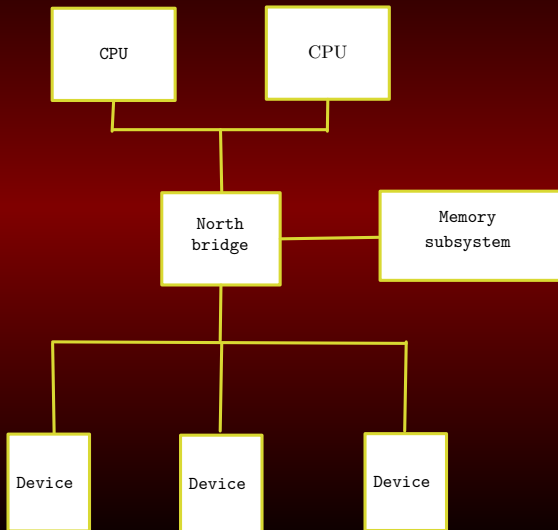 CPU
CPU
North
bridge
Memory
subsystem
Device
Device
Device